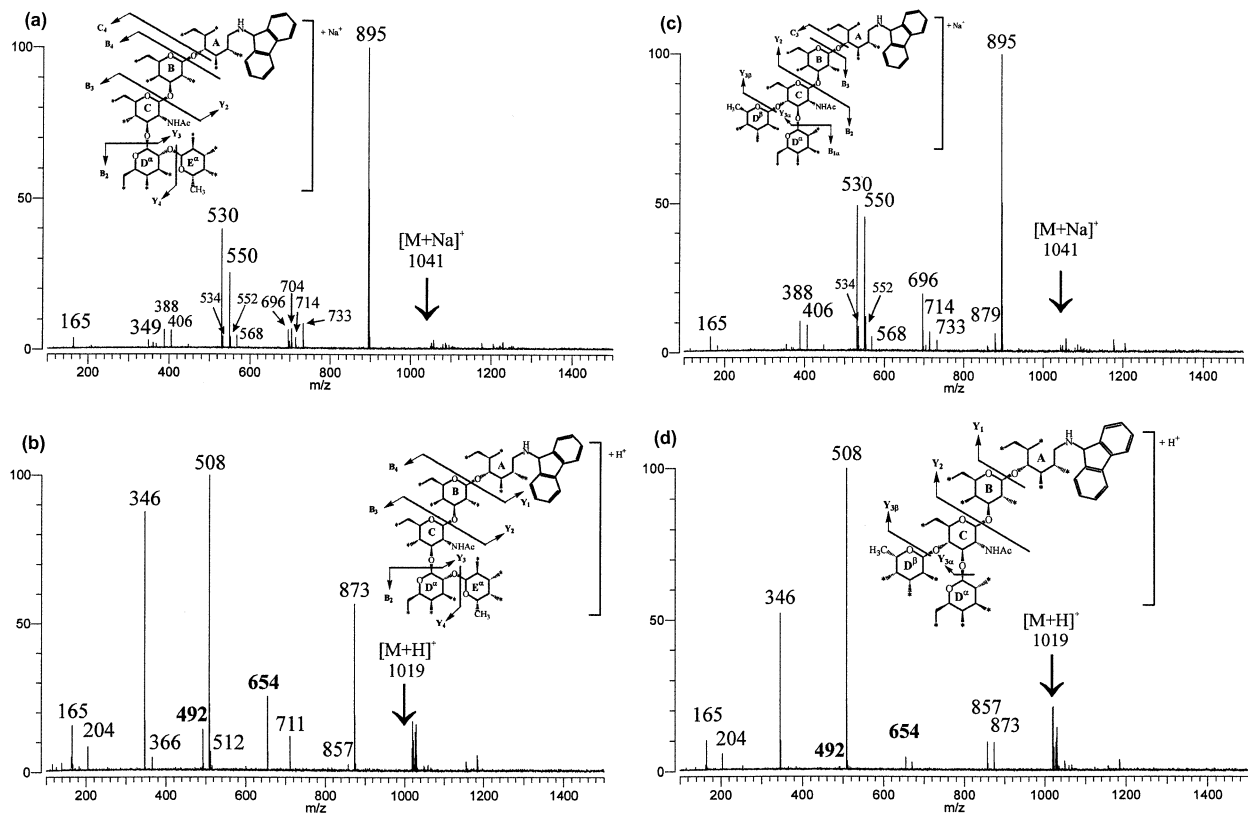 (a)
C₄
B₄
B₃
B₂
Y₂
Y₃
Y₄
A
B
C
Dα
Eα
H
N
O
NHAc
CH₃
+ Na⁺
895
[M+Na]⁺
1041
530
550
534
552
568
704
696
714
733
388
406
349
165
100
50
0
200 400 600 800 1000 1200 1400
m/z
(c)
Y₂
C₃
B₃
B₂
B₁α
Y₃β
Y₃α
A
B
C
Dβ
Dα
H
N
O
H₃C
NHAc
895
[M+Na]⁺
1041
530
550
534
552
568
696
714
733
879
388
406
165
100
50
0
200 400 600 800 1000 1200 1400
m/z
(b)
B₄
Y₁
B₃
Y₂
Y₃
B₂
Y₄
A
B
C
Dα
Eα
H
N
O
NHAc
CH₃
+ H⁺
508
346
873
[M+H]⁺
1019
654
492
711
857
512
366
165
204
100
50
0
200 400 600 800 1000 1200 1400
m/z
(d)
Y₁
Y₂
Y₃β
Y₃α
A
B
C
Dβ
Dα
H
N
O
H₃C
NHAc
+ H⁺
508
346
[M+H]⁺
1019
857
873
654
492
165
204
100
50
0
200 400 600 800 1000 1200 1400
m/z